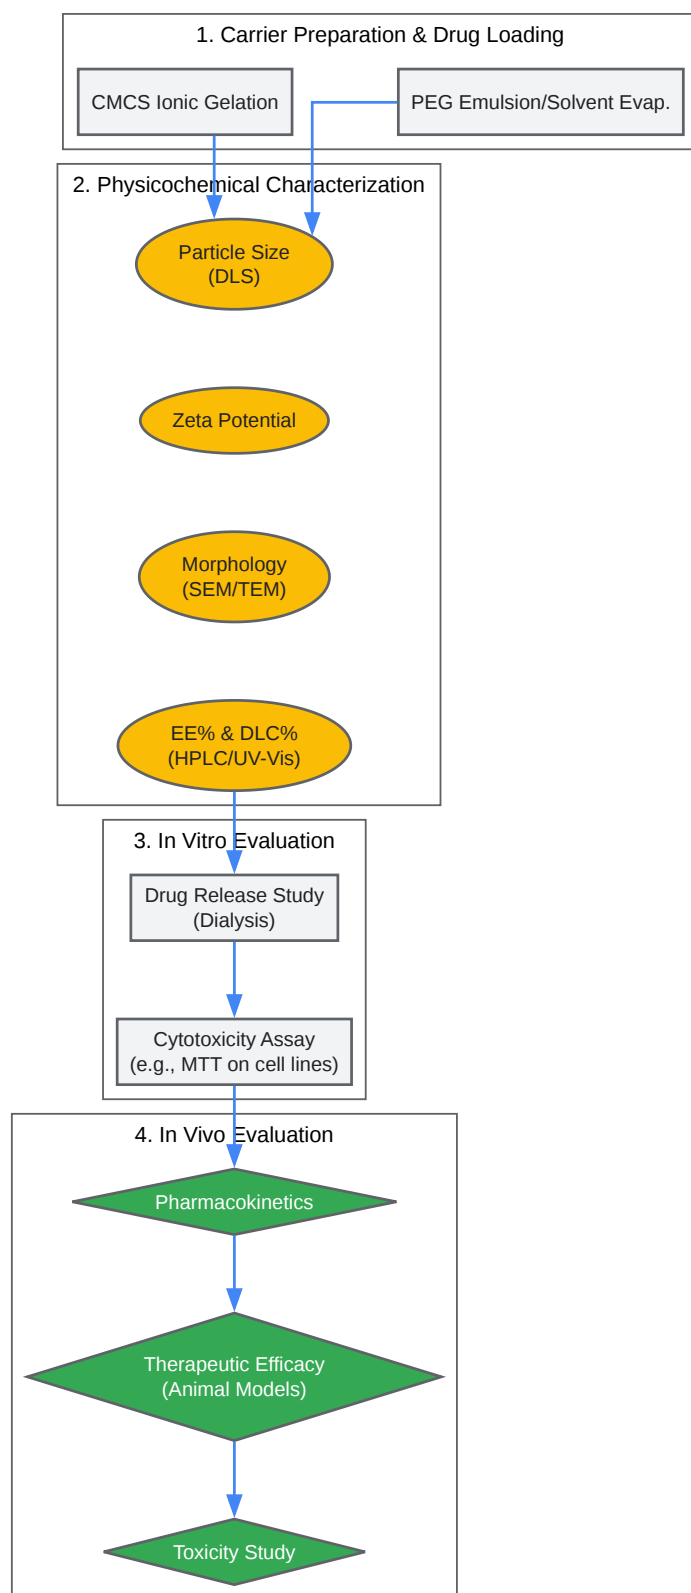 1. Carrier Preparation & Drug Loading
CMCS Ionic Gelation
PEG Emulsion/Solvent Evap.
2. Physicochemical Characterization
Particle Size
(DLS)
Zeta Potential
Morphology
(SEM/TEM)
EE% & DLC%
(HPLC/UV-Vis)
3. In Vitro Evaluation
Drug Release Study
(Dialysis)
Cytotoxicity Assay
(e.g., MTT on cell lines)
4. In Vivo Evaluation
Pharmacokinetics
Therapeutic Efficacy
(Animal Models)
Toxicity Study